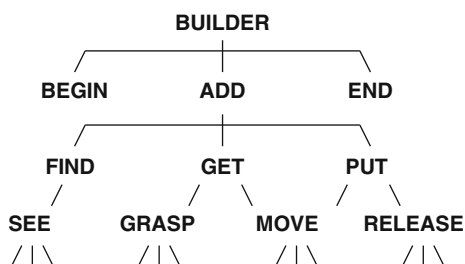 BUILDER
BEGIN ADD END
FIND GET PUT
SEE GRASP MOVE RELEASE